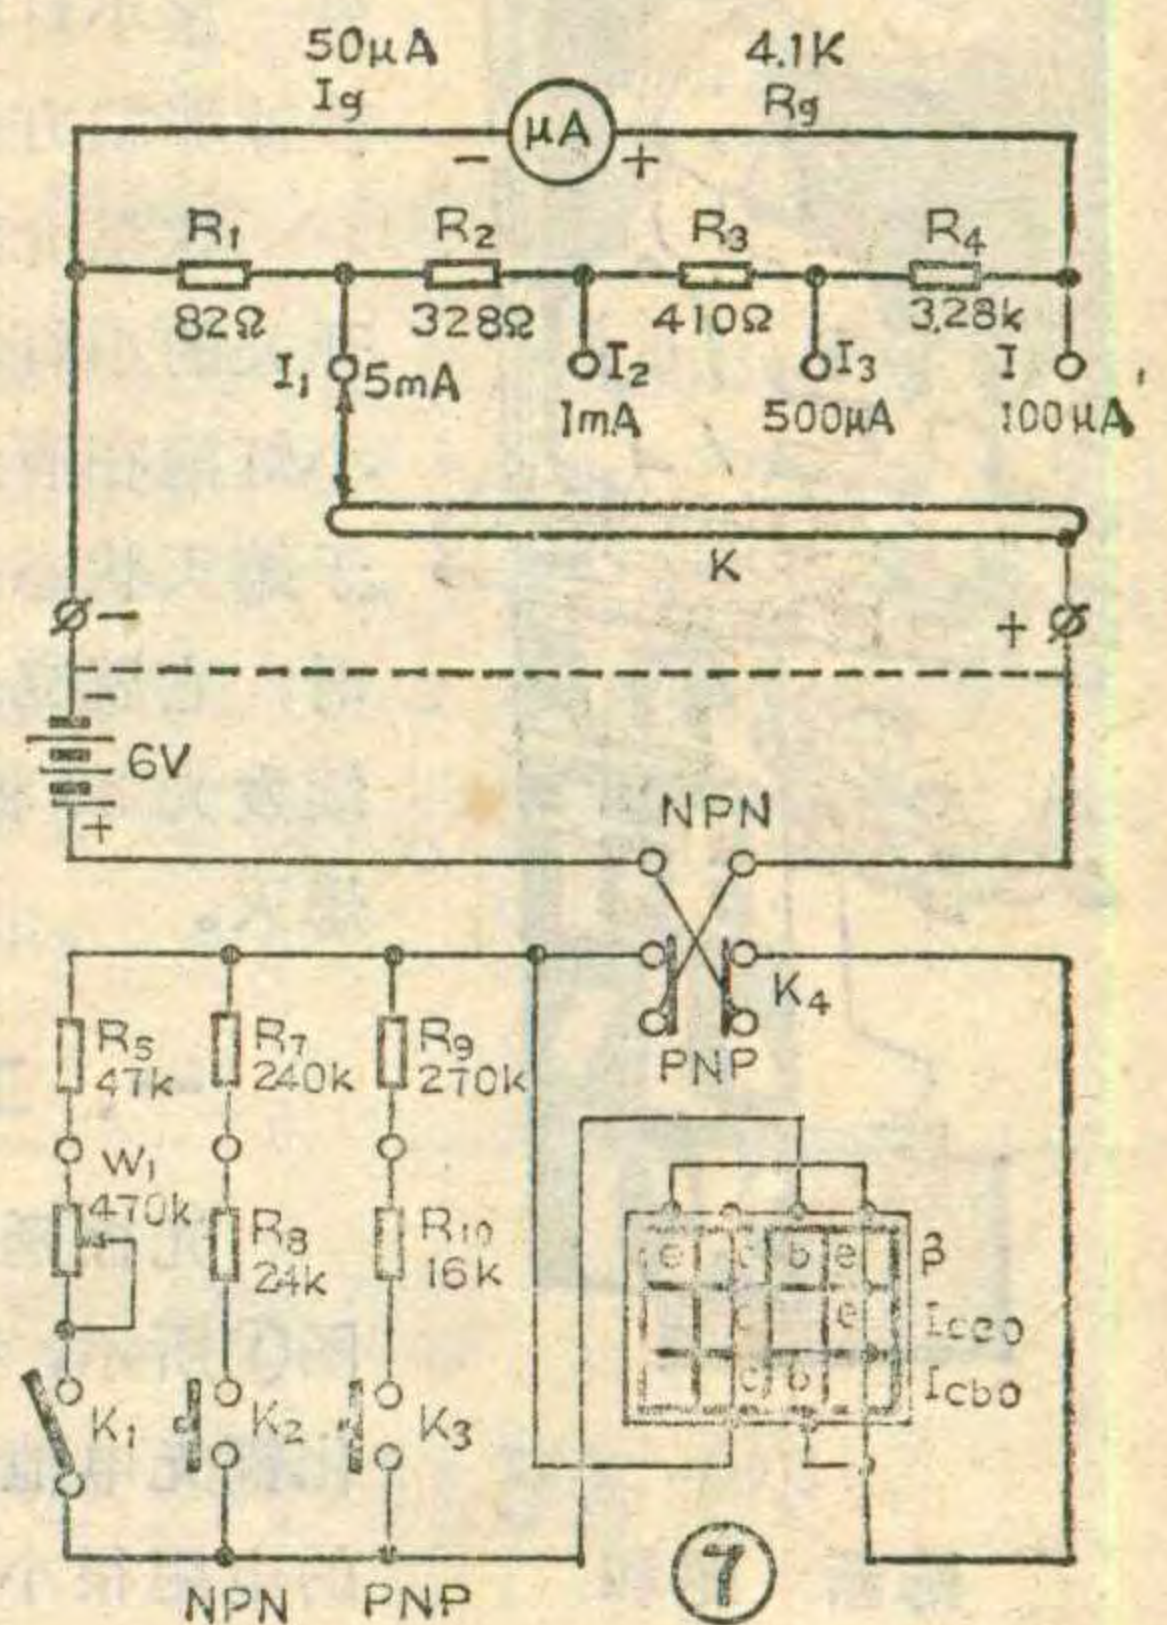 50μA 4.1K
Ig Rg
μA
− +
R1 R2 R3 R4
82Ω 328Ω 410Ω 3.28k
I1 5mA I2 I3 I
1mA 500μA 100μA
K
− +
−
6V
+
NPN
K4
PNP
R5 R7 R9
47k 240k 270k
W1
470k R8 R10
24k 16k
e c b e β
c e Iceo
c b Icbo
K1 K2 K3
7
NPN PNP